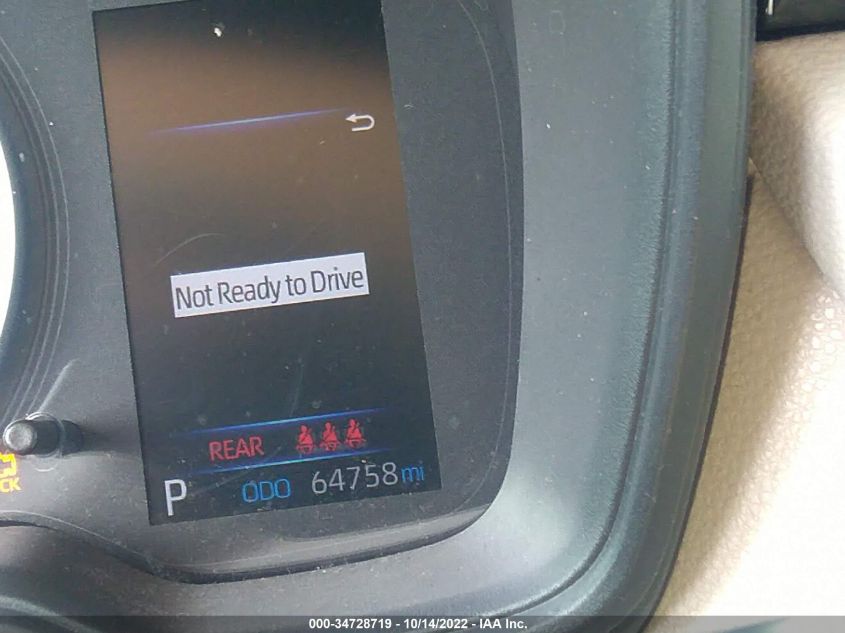 Not Ready to Drive
REAR
P ODO 64758 mi
000-34728719 - 10/14/2022 - IAA Inc.